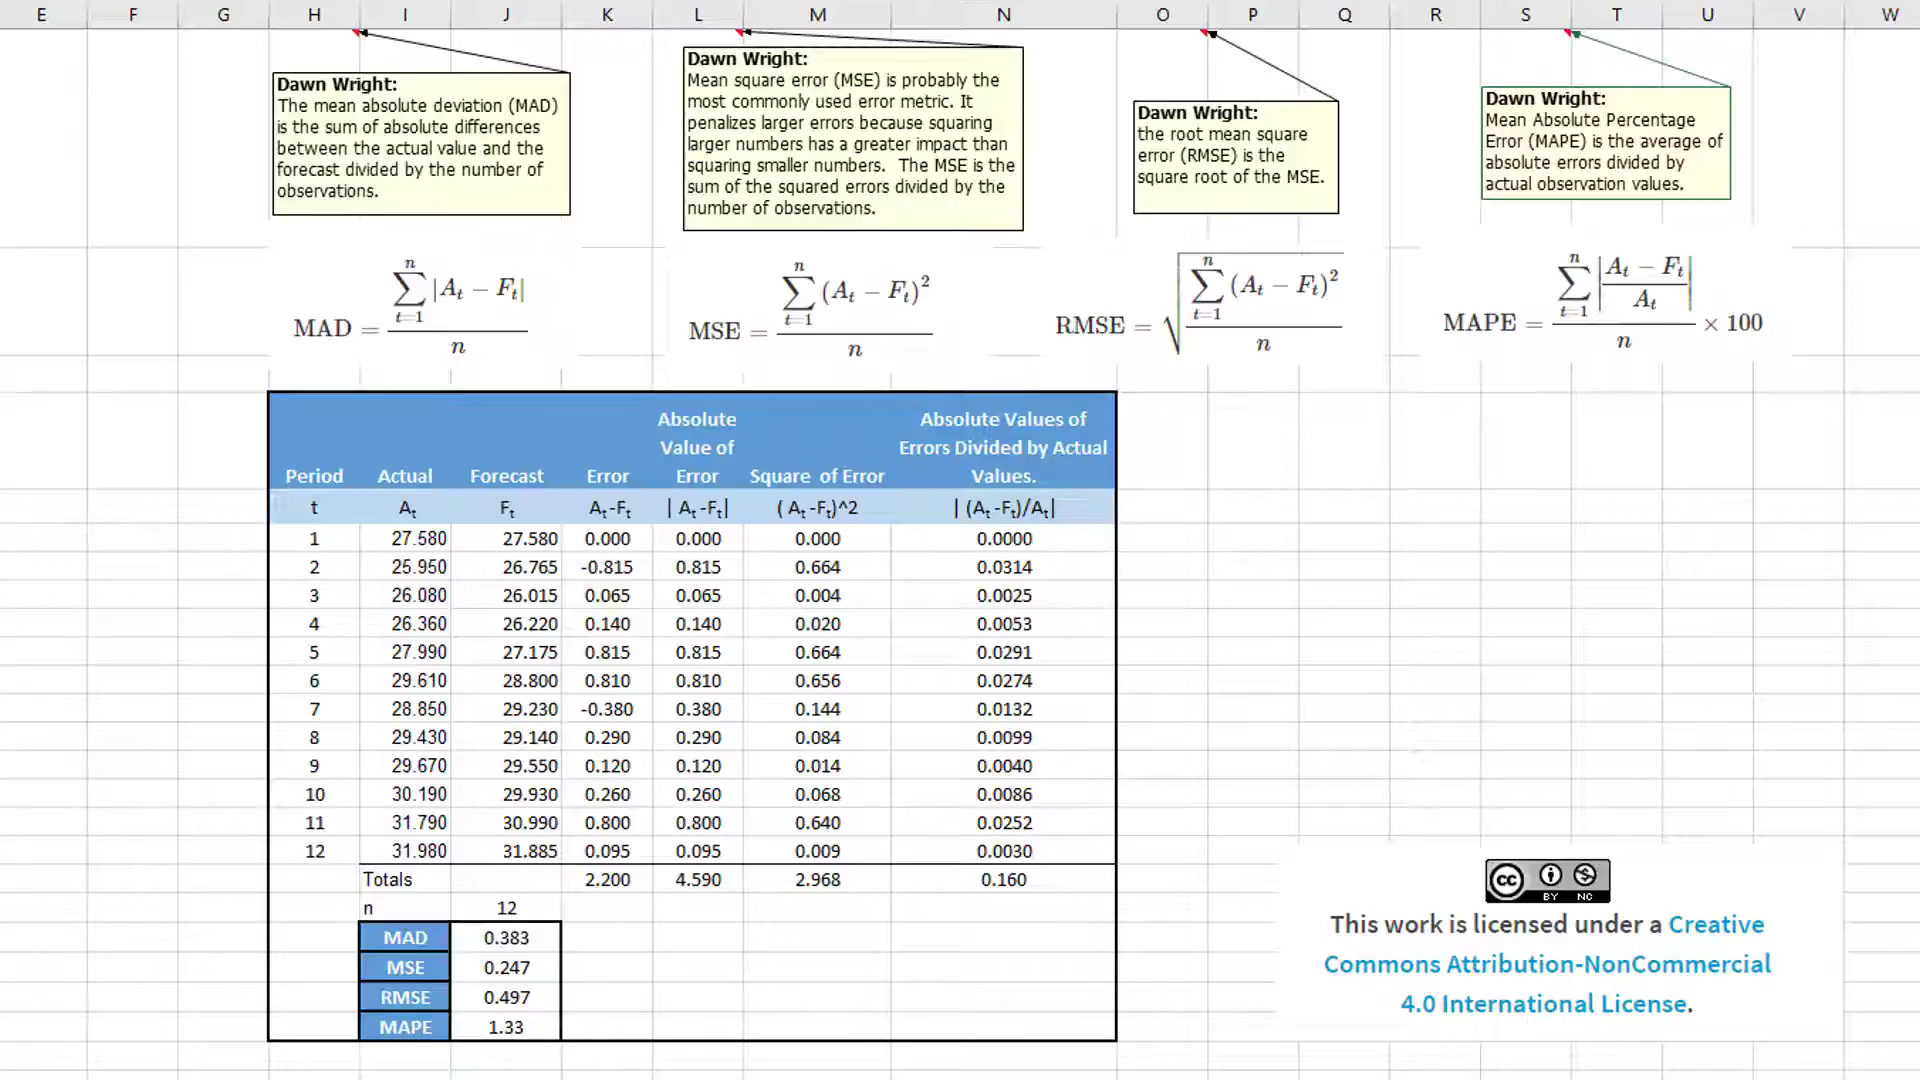 E F G H I J K L M N O P Q R S T U V W
Dawn Wright:
The mean absolute deviation (MAD)
is the sum of absolute differences
between the actual value and the
forecast divided by the number of
observations.
Dawn Wright:
Mean square error (MSE) is probably the
most commonly used error metric. It
penalizes larger errors because squaring
larger numbers has a greater impact than
squaring smaller numbers. The MSE is the
sum of the squared errors divided by the
number of observations.
Dawn Wright:
the root mean square
error (RMSE) is the
square root of the MSE.
Dawn Wright:
Mean Absolute Percentage
Error (MAPE) is the average of
absolute errors divided by
actual observation values.
MAD = ∑_{t=1}^{n} |A_t − F_t| / n
MSE = ∑_{t=1}^{n} (A_t − F_t)² / n
RMSE = √(∑_{t=1}^{n} (A_t − F_t)² / n)
MAPE = ∑_{t=1}^{n} |(A_t − F_t) / A_t| / n × 100
Absolute Absolute Values of
Value of Errors Divided by Actual
Period Actual Forecast Error Error Square of Error Values.
t A_t F_t A_t -F_t | A_t -F_t| ( A_t -F_t)^2 | (A_t -F_t)/A_t|
1 27.580 27.580 0.000 0.000 0.000 0.0000
2 25.950 26.765 -0.815 0.815 0.664 0.0314
3 26.080 26.015 0.065 0.065 0.004 0.0025
4 26.360 26.220 0.140 0.140 0.020 0.0053
5 27.990 27.175 0.815 0.815 0.664 0.0291
6 29.610 28.800 0.810 0.810 0.656 0.0274
7 28.850 29.230 -0.380 0.380 0.144 0.0132
8 29.430 29.140 0.290 0.290 0.084 0.0099
9 29.670 29.550 0.120 0.120 0.014 0.0040
10 30.190 29.930 0.260 0.260 0.068 0.0086
11 31.790 30.990 0.800 0.800 0.640 0.0252
12 31.980 31.885 0.095 0.095 0.009 0.0030
Totals 2.200 4.590 2.968 0.160
n 12
MAD 0.383
MSE 0.247
RMSE 0.497
MAPE 1.33
cc BY NC
This work is licensed under a Creative
Commons Attribution-NonCommercial
4.0 International License.